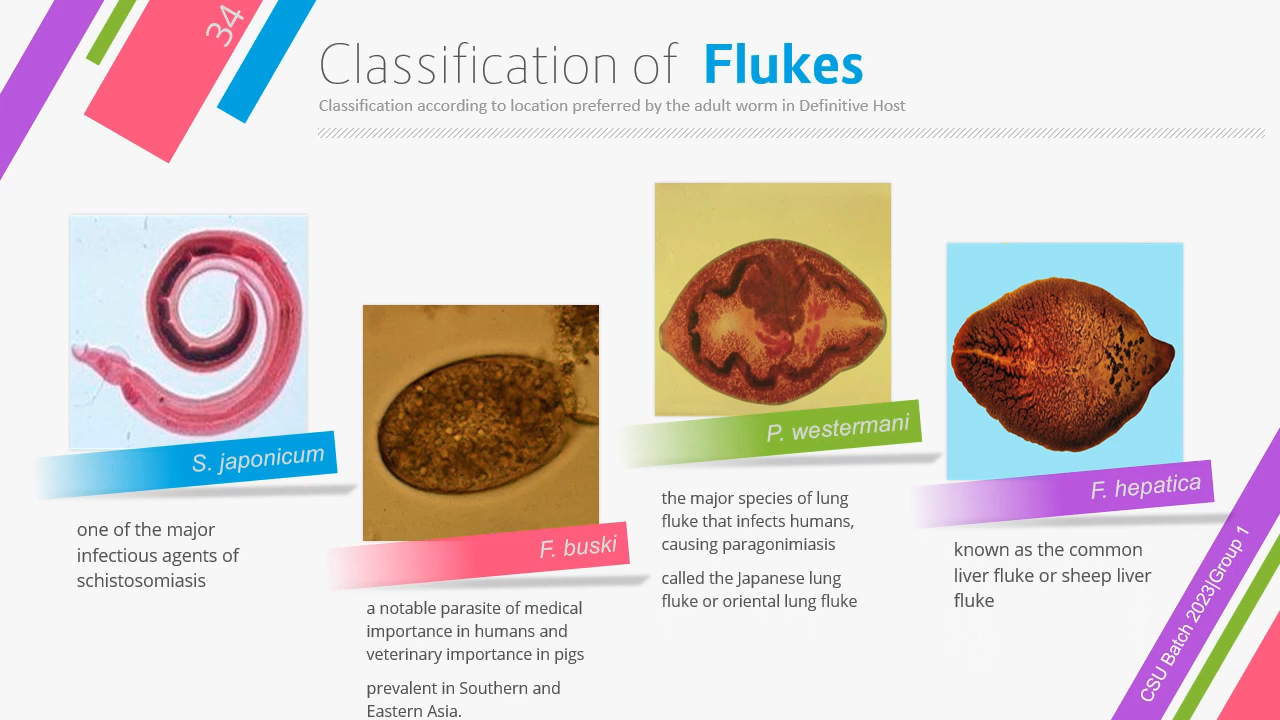 34
Classification of Flukes
Classification according to location preferred by the adult worm in Definitive Host
S. japonicum
one of the major
infectious agents of
schistosomiasis
F. buski
a notable parasite of medical
importance in humans and
veterinary importance in pigs
prevalent in Southern and
Eastern Asia.
P. westermani
the major species of lung
fluke that infects humans,
causing paragonimiasis
called the Japanese lung
fluke or oriental lung fluke
F. hepatica
known as the common
liver fluke or sheep liver
fluke
CSU Batch 2023|Group 1